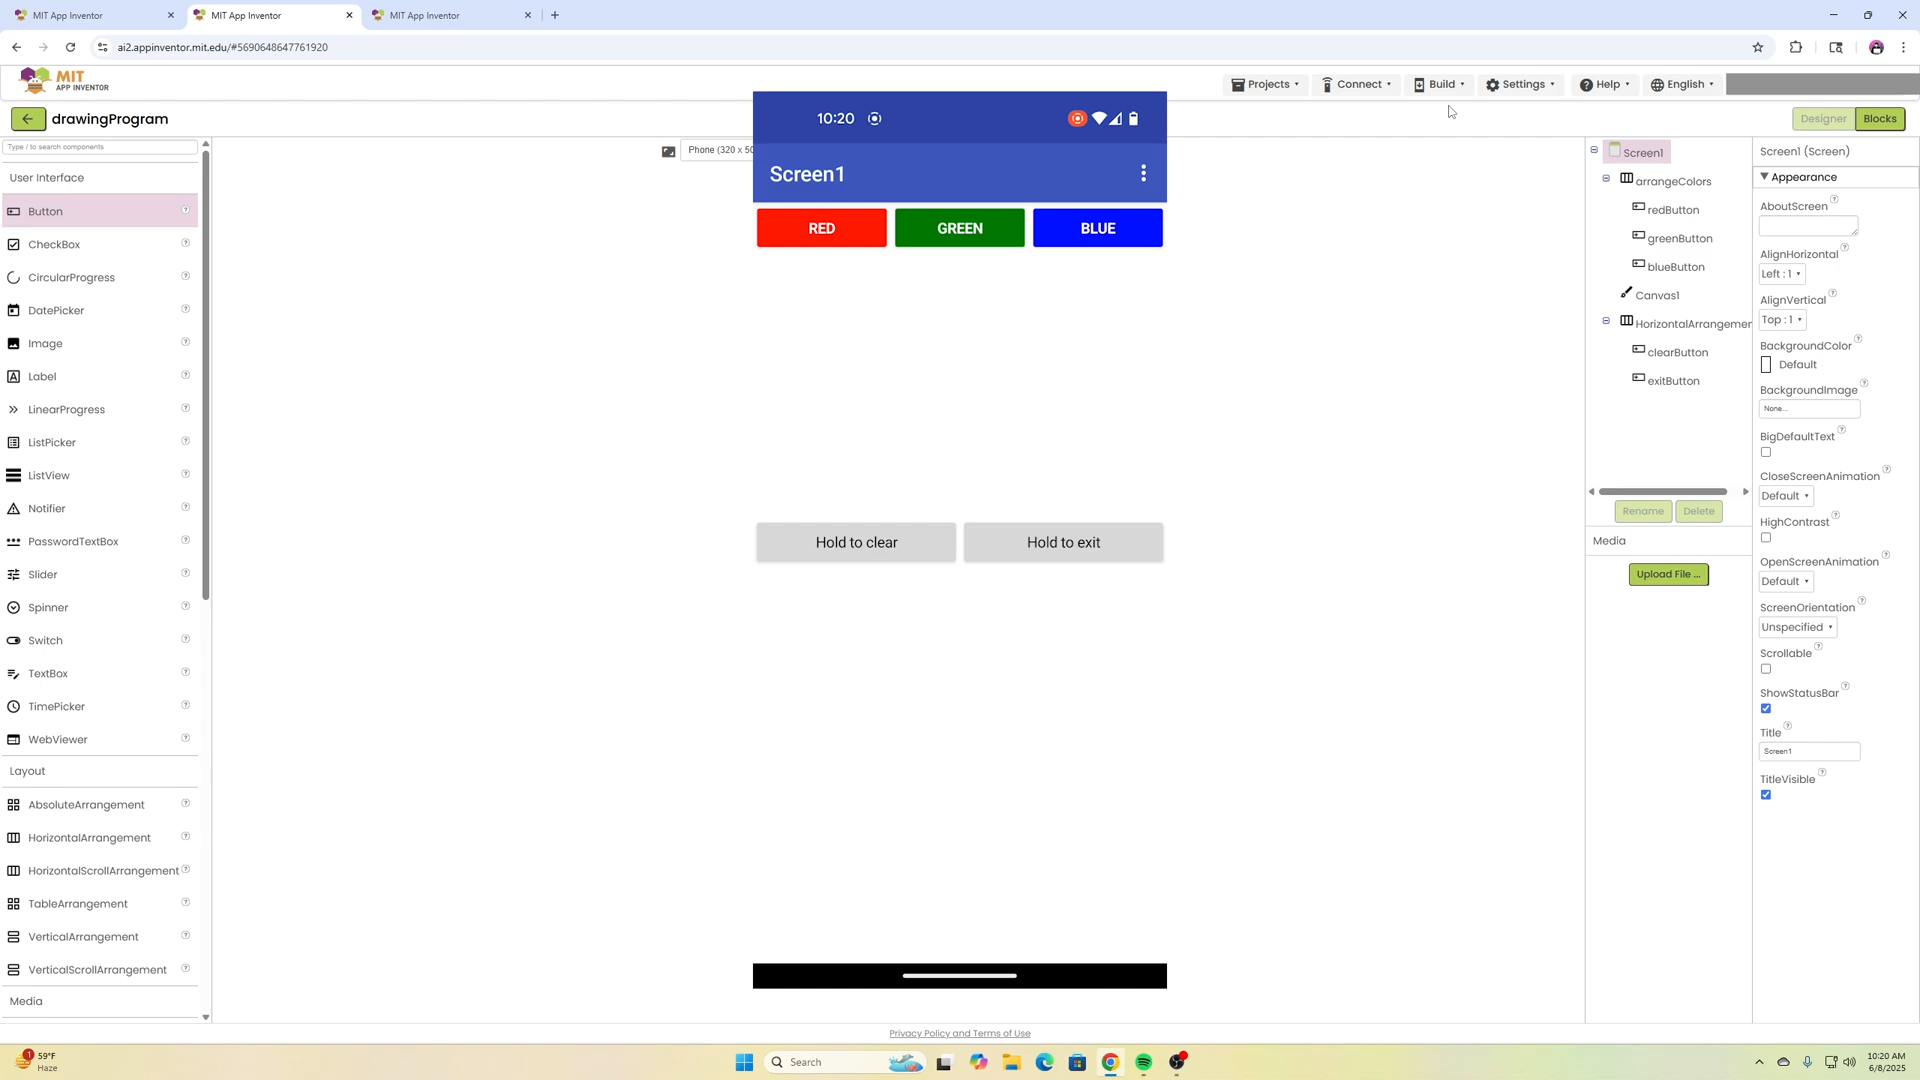 MIT App Inventor
MIT App Inventor
MIT App Inventor
ai2.appinventor.mit.edu/#5690648647761920
MIT
APP INVENTOR
Projects
Connect
Build
Settings
Help
English
drawingProgram
Designer
Blocks
Type / to search components
User Interface
Button
CheckBox
CircularProgress
DatePicker
Image
Label
LinearProgress
ListPicker
ListView
Notifier
PasswordTextBox
Slider
Spinner
Switch
TextBox
TimePicker
WebViewer
Layout
AbsoluteArrangement
HorizontalArrangement
HorizontalScrollArrangement
TableArrangement
VerticalArrangement
VerticalScrollArrangement
Media
Phone (320 x 50
10:20
Screen1
RED
GREEN
BLUE
Hold to clear
Hold to exit
Screen1
arrangeColors
redButton
greenButton
blueButton
Canvas1
HorizontalArrangemer
clearButton
exitButton
Rename
Delete
Media
Upload File ...
Screen1 (Screen)
Appearance
AboutScreen
AlignHorizontal
Left : 1
AlignVertical
Top : 1
BackgroundColor
Default
BackgroundImage
None...
BigDefaultText
CloseScreenAnimation
Default
HighContrast
OpenScreenAnimation
Default
ScreenOrientation
Unspecified
Scrollable
ShowStatusBar
Title
Screen1
TitleVisible
Privacy Policy and Terms of Use
1
59°F
Haze
Search
10:20 AM
6/8/2025